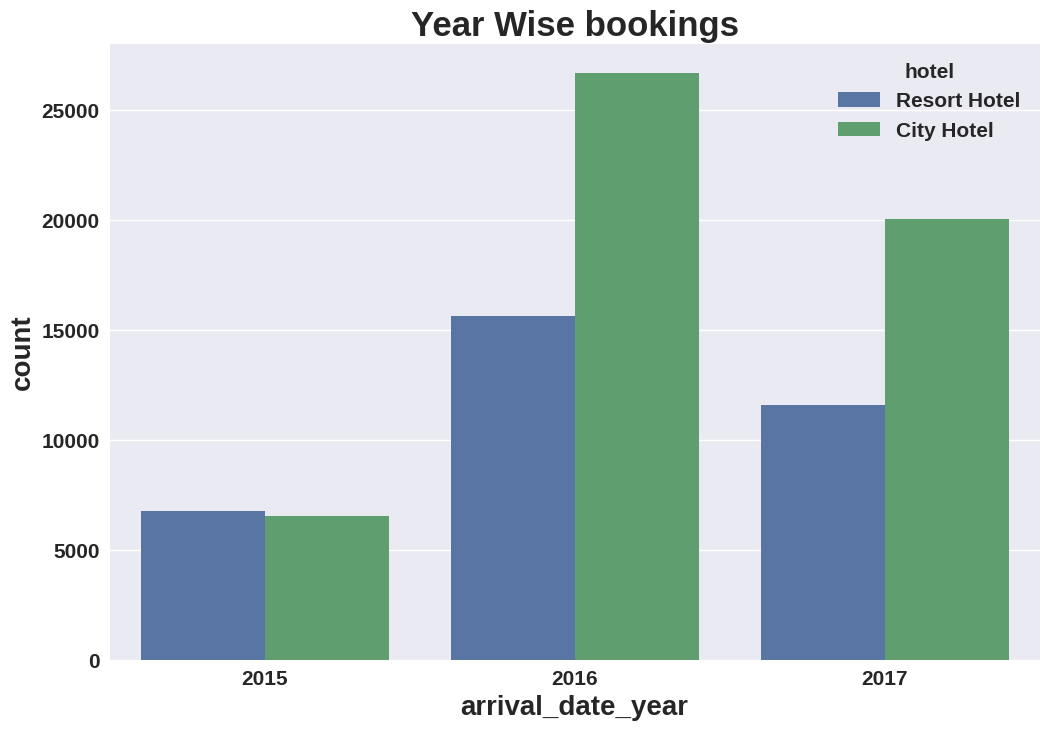 Year Wise bookings
hotel
Resort Hotel
City Hotel
25000
20000
15000
10000
5000
0
count
2015 2016 2017
arrival_date_year